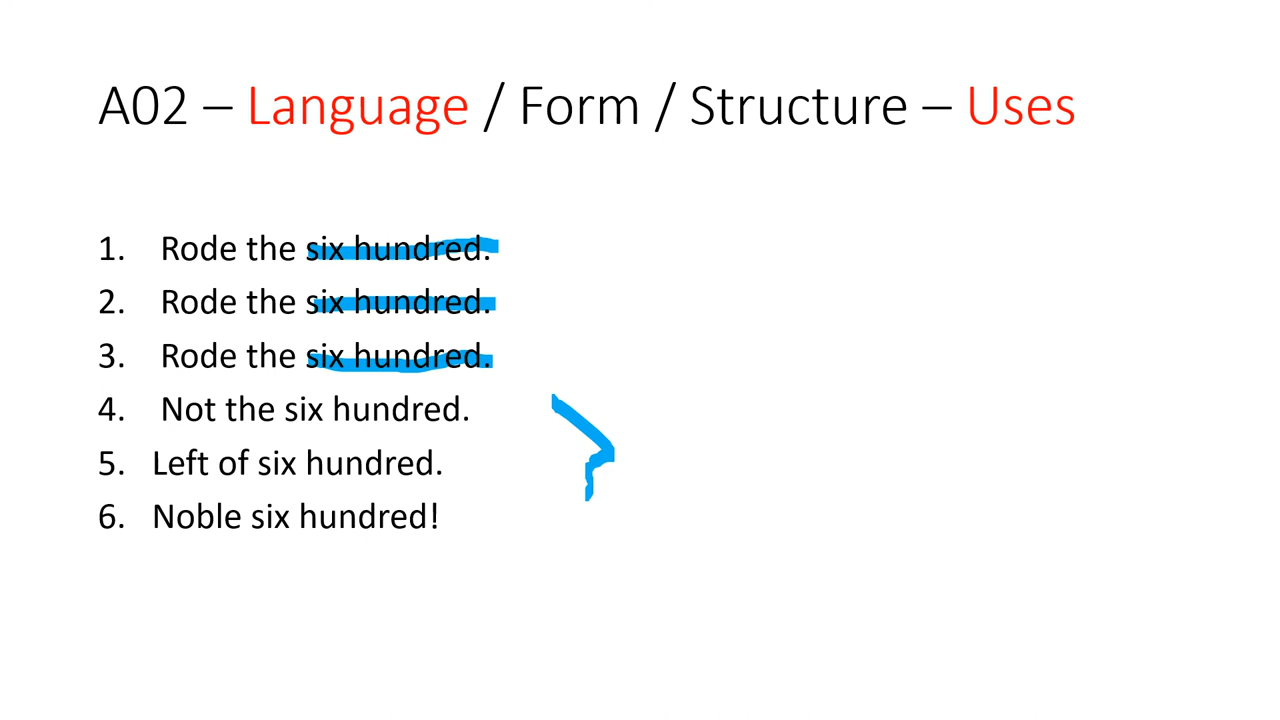 A02 – Language / Form / Structure – Uses
1. Rode the six hundred.
2. Rode the six hundred.
3. Rode the six hundred.
4. Not the six hundred.
5. Left of six hundred.
6. Noble six hundred!